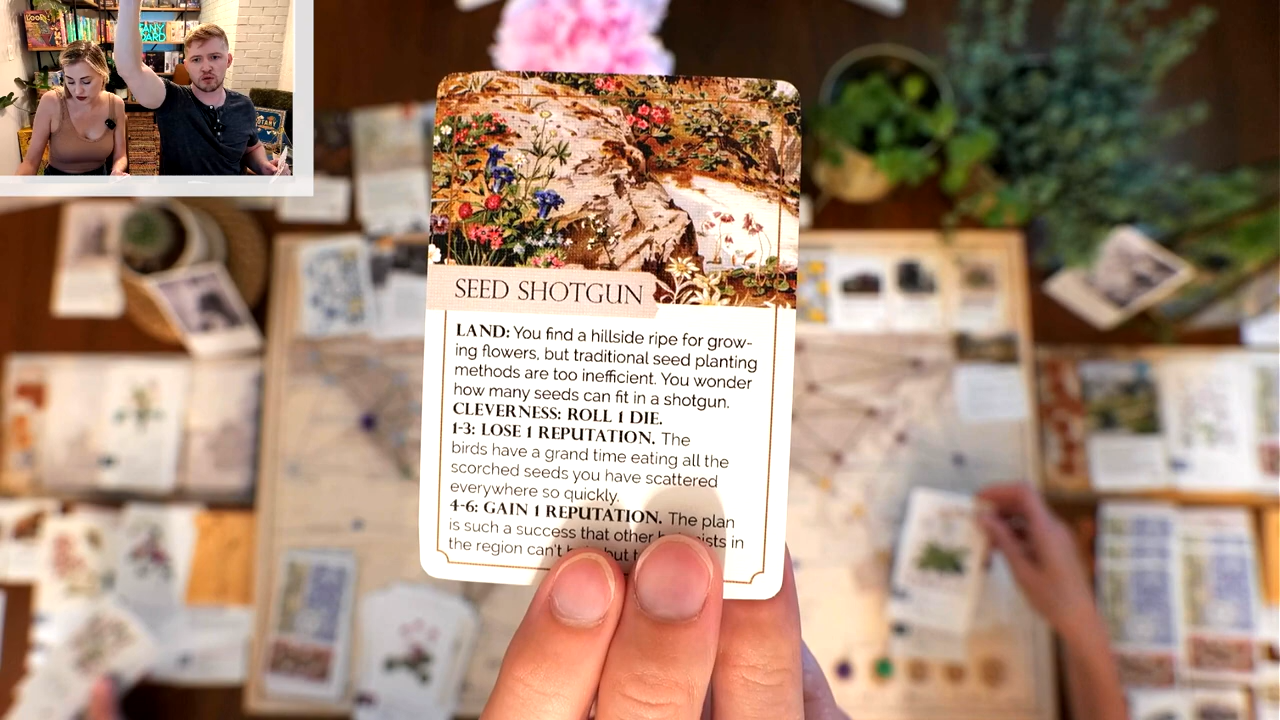 SEED SHOTGUN
LAND: You find a hillside ripe for grow-
ing flowers, but traditional seed planting
methods are too inefficient. You wonder
how many seeds can fit in a shotgun.
CLEVERNESS: ROLL 1 DIE.
1-3: LOSE 1 REPUTATION. The
birds have a grand time eating all the
scorched seeds you have scattered
everywhere so quickly.
4-6: GAIN 1 REPUTATION. The plan
is such a success that other in
the region can't but